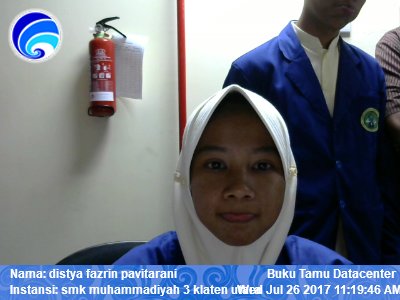 Nama: distya fazrin pavitarani
Buku Tamu Datacenter
Instansi: smk muhammadiyah 3 klaten utara
Wed Jul 26 2017 11:19:46 AM